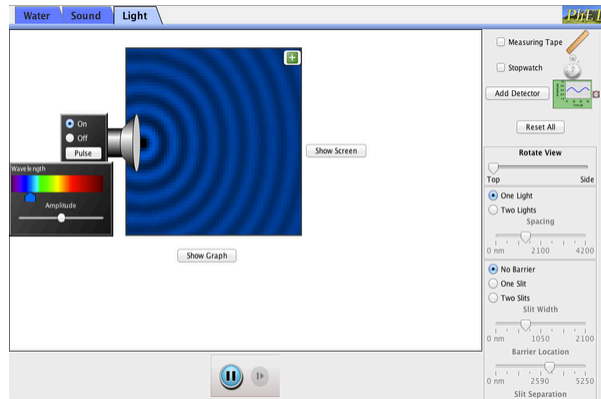 Water Sound Light
PhET
Measuring Tape
Stopwatch
Add Detector
Reset All
On
Off
Pulse
Wavelength
Amplitude
Show Screen
Show Graph
Rotate View
Top Side
One Light
Two Lights
Spacing
0 nm 2100 4200
No Barrier
One Slit
Two Slits
Slit Width
0 nm 1050 2100
Barrier Location
0 nm 2590 5250
Slit Separation